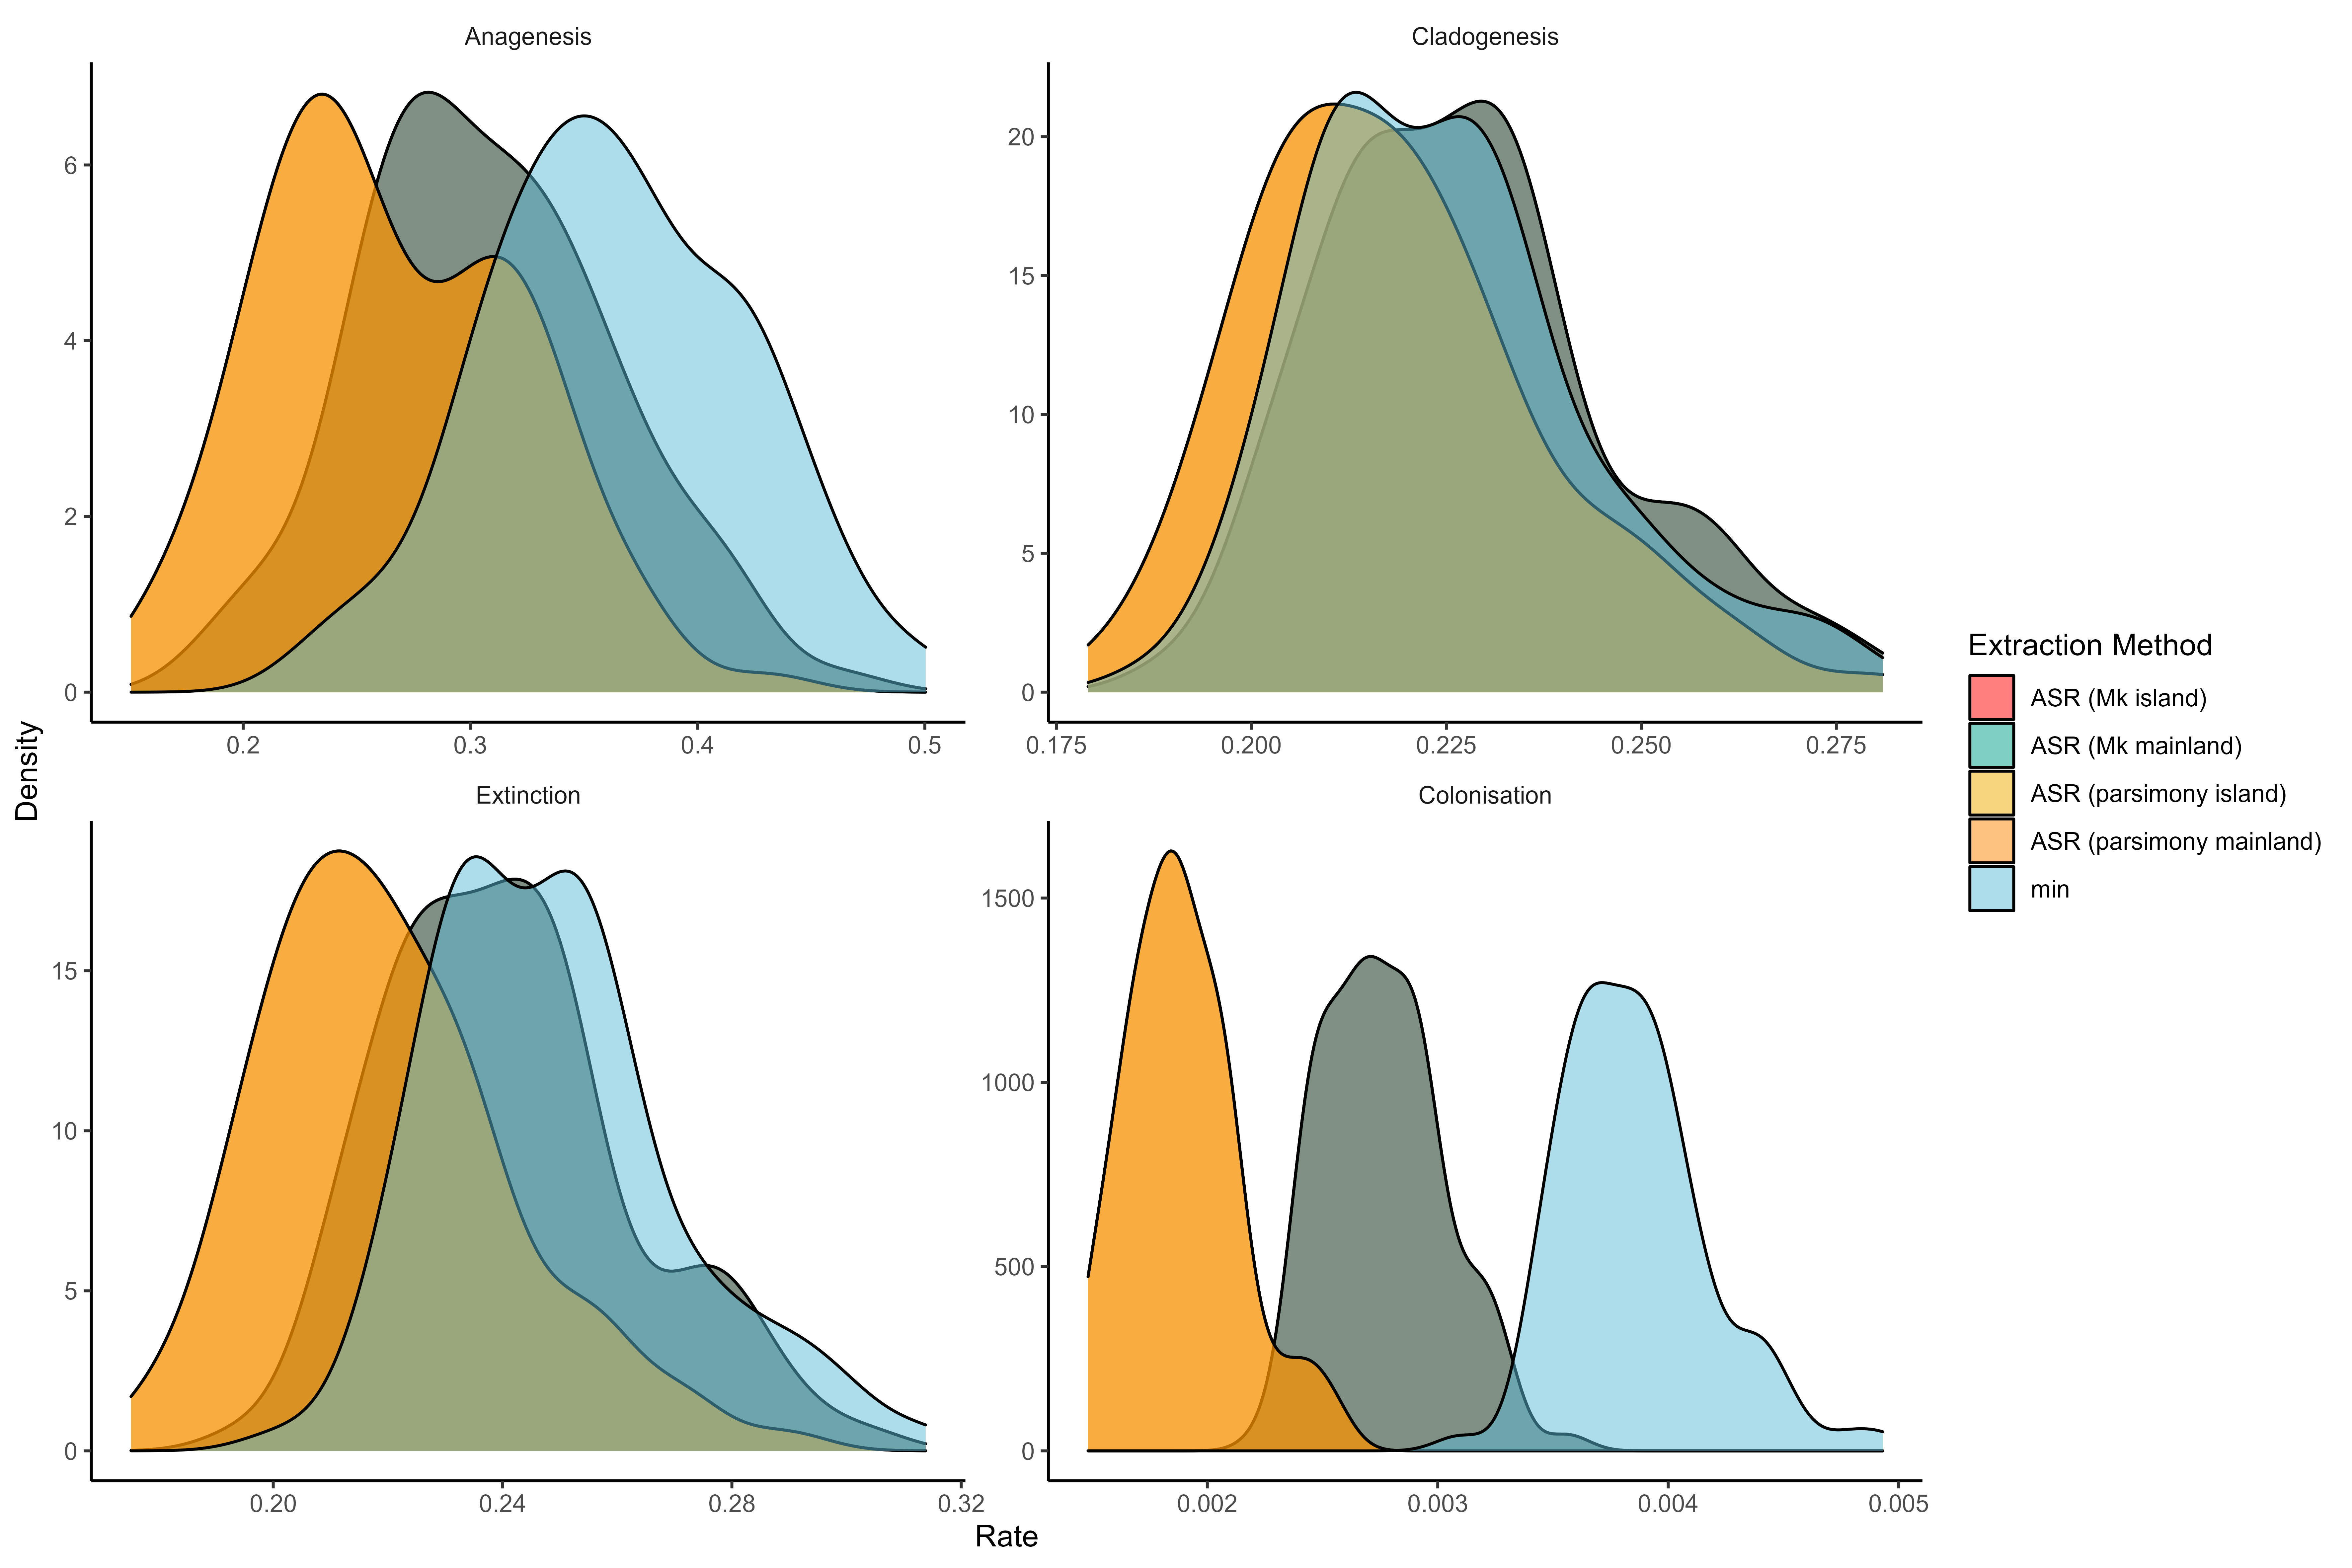 Anagenesis
Cladogenesis
6
4
2
0
0.2 0.3 0.4 0.5
20
15
10
5
0
0.175 0.200 0.225 0.250 0.275
Density
Extinction
Colonisation
15
10
5
0
0.20 0.24 0.28 0.32
1500
1000
500
0
0.002 0.003 0.004 0.005
Rate
Extraction Method
ASR (Mk island)
ASR (Mk mainland)
ASR (parsimony island)
ASR (parsimony mainland)
min